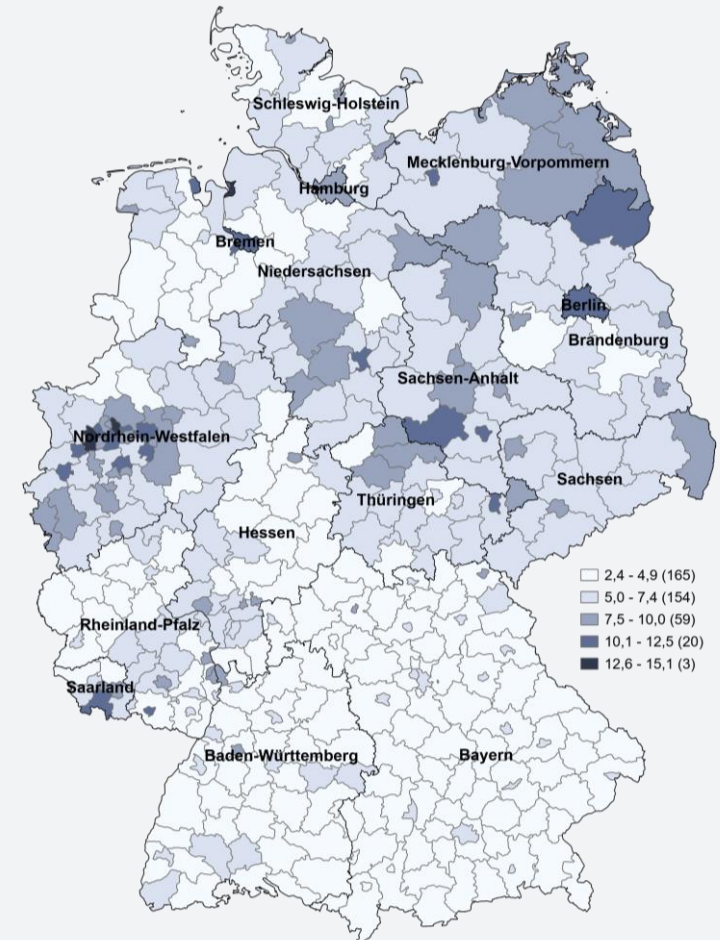 Schleswig-Holstein
Mecklenburg-Vorpommern
Hamburg
Bremen
Niedersachsen
Berlin
Brandenburg
Sachsen-Anhalt
Nordrhein-Westfalen
Sachsen
Thüringen
Hessen
2,4 - 4,9 (165)
5,0 - 7,4 (154)
7,5 - 10,0 (59)
10,1 - 12,5 (20)
12,6 - 15,1 (3)
Rheinland-Pfalz
Saarland
Baden-Württemberg
Bayern